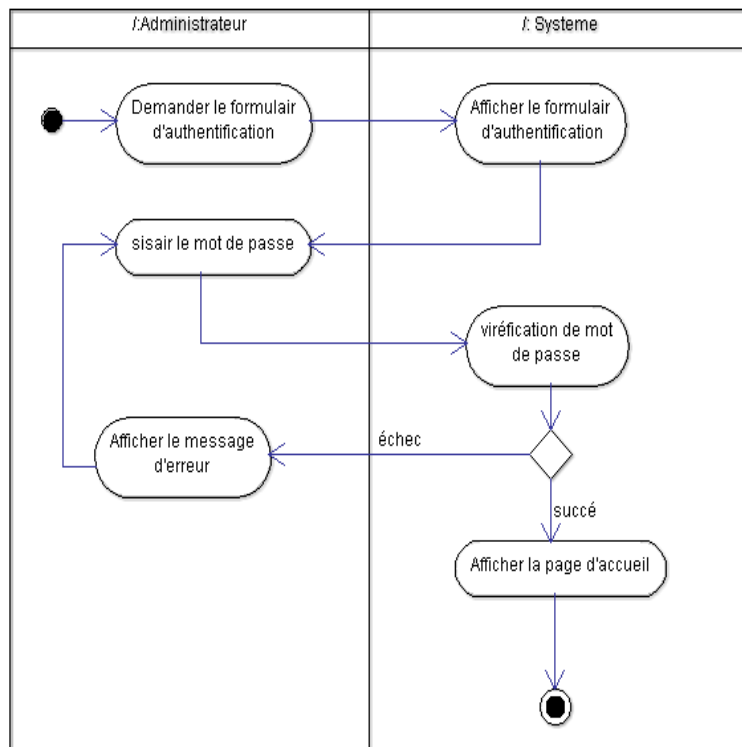 /:Administrateur
/: Systeme
Demander le formulair
d'authentification
Afficher le formulair
d'authentification
sisair le mot de passe
viréfication de mot
de passe
échec
Afficher le message
d'erreur
succé
Afficher la page d'accueil